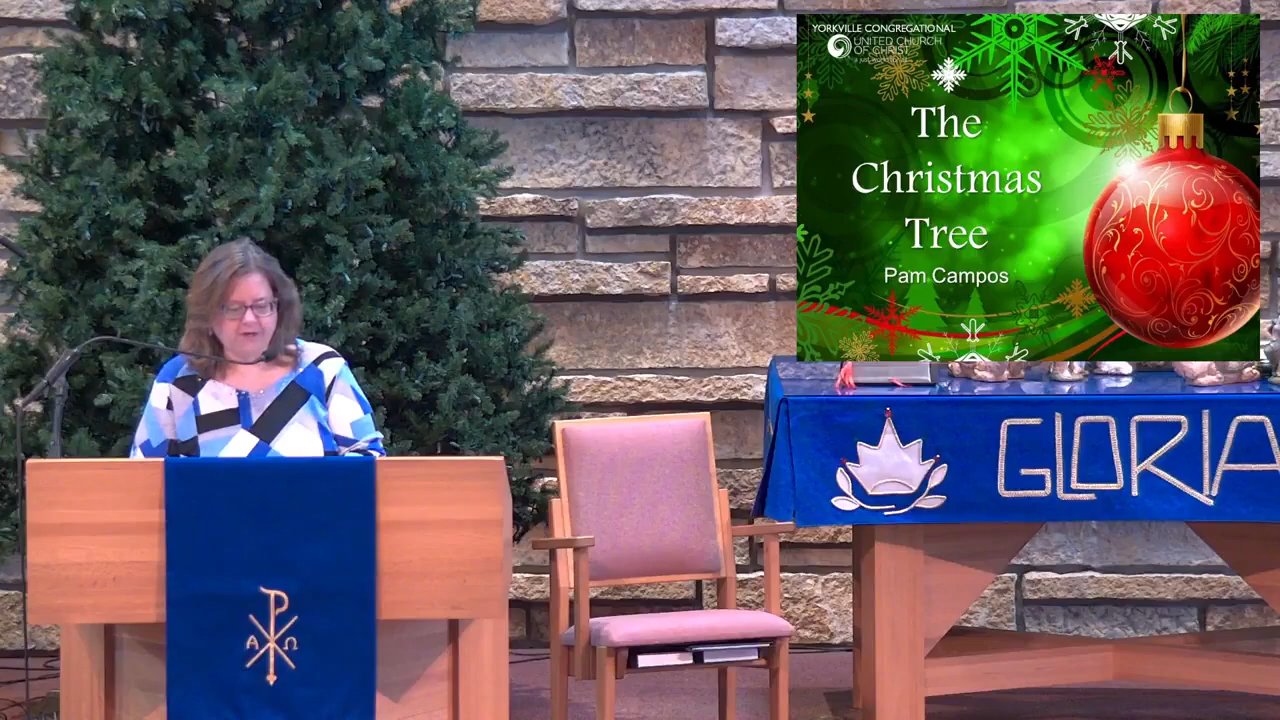 YORKVILLE CONGREGATIONAL
UNITED CHURCH
OF CHRIST
The
Christmas
Tree
Pam Campos
GLORIA
Α Ω